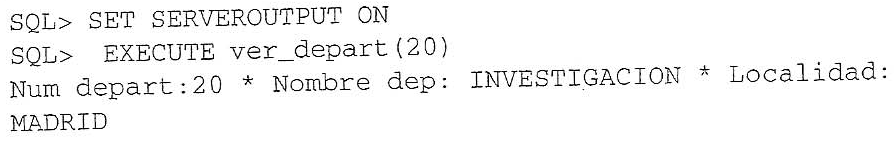 SQL> SET SERVEROUTPUT ON
SQL> EXECUTE ver_depart(20)
Num depart:20 * Nombre dep: INVESTIGACION * Localidad:
MADRID